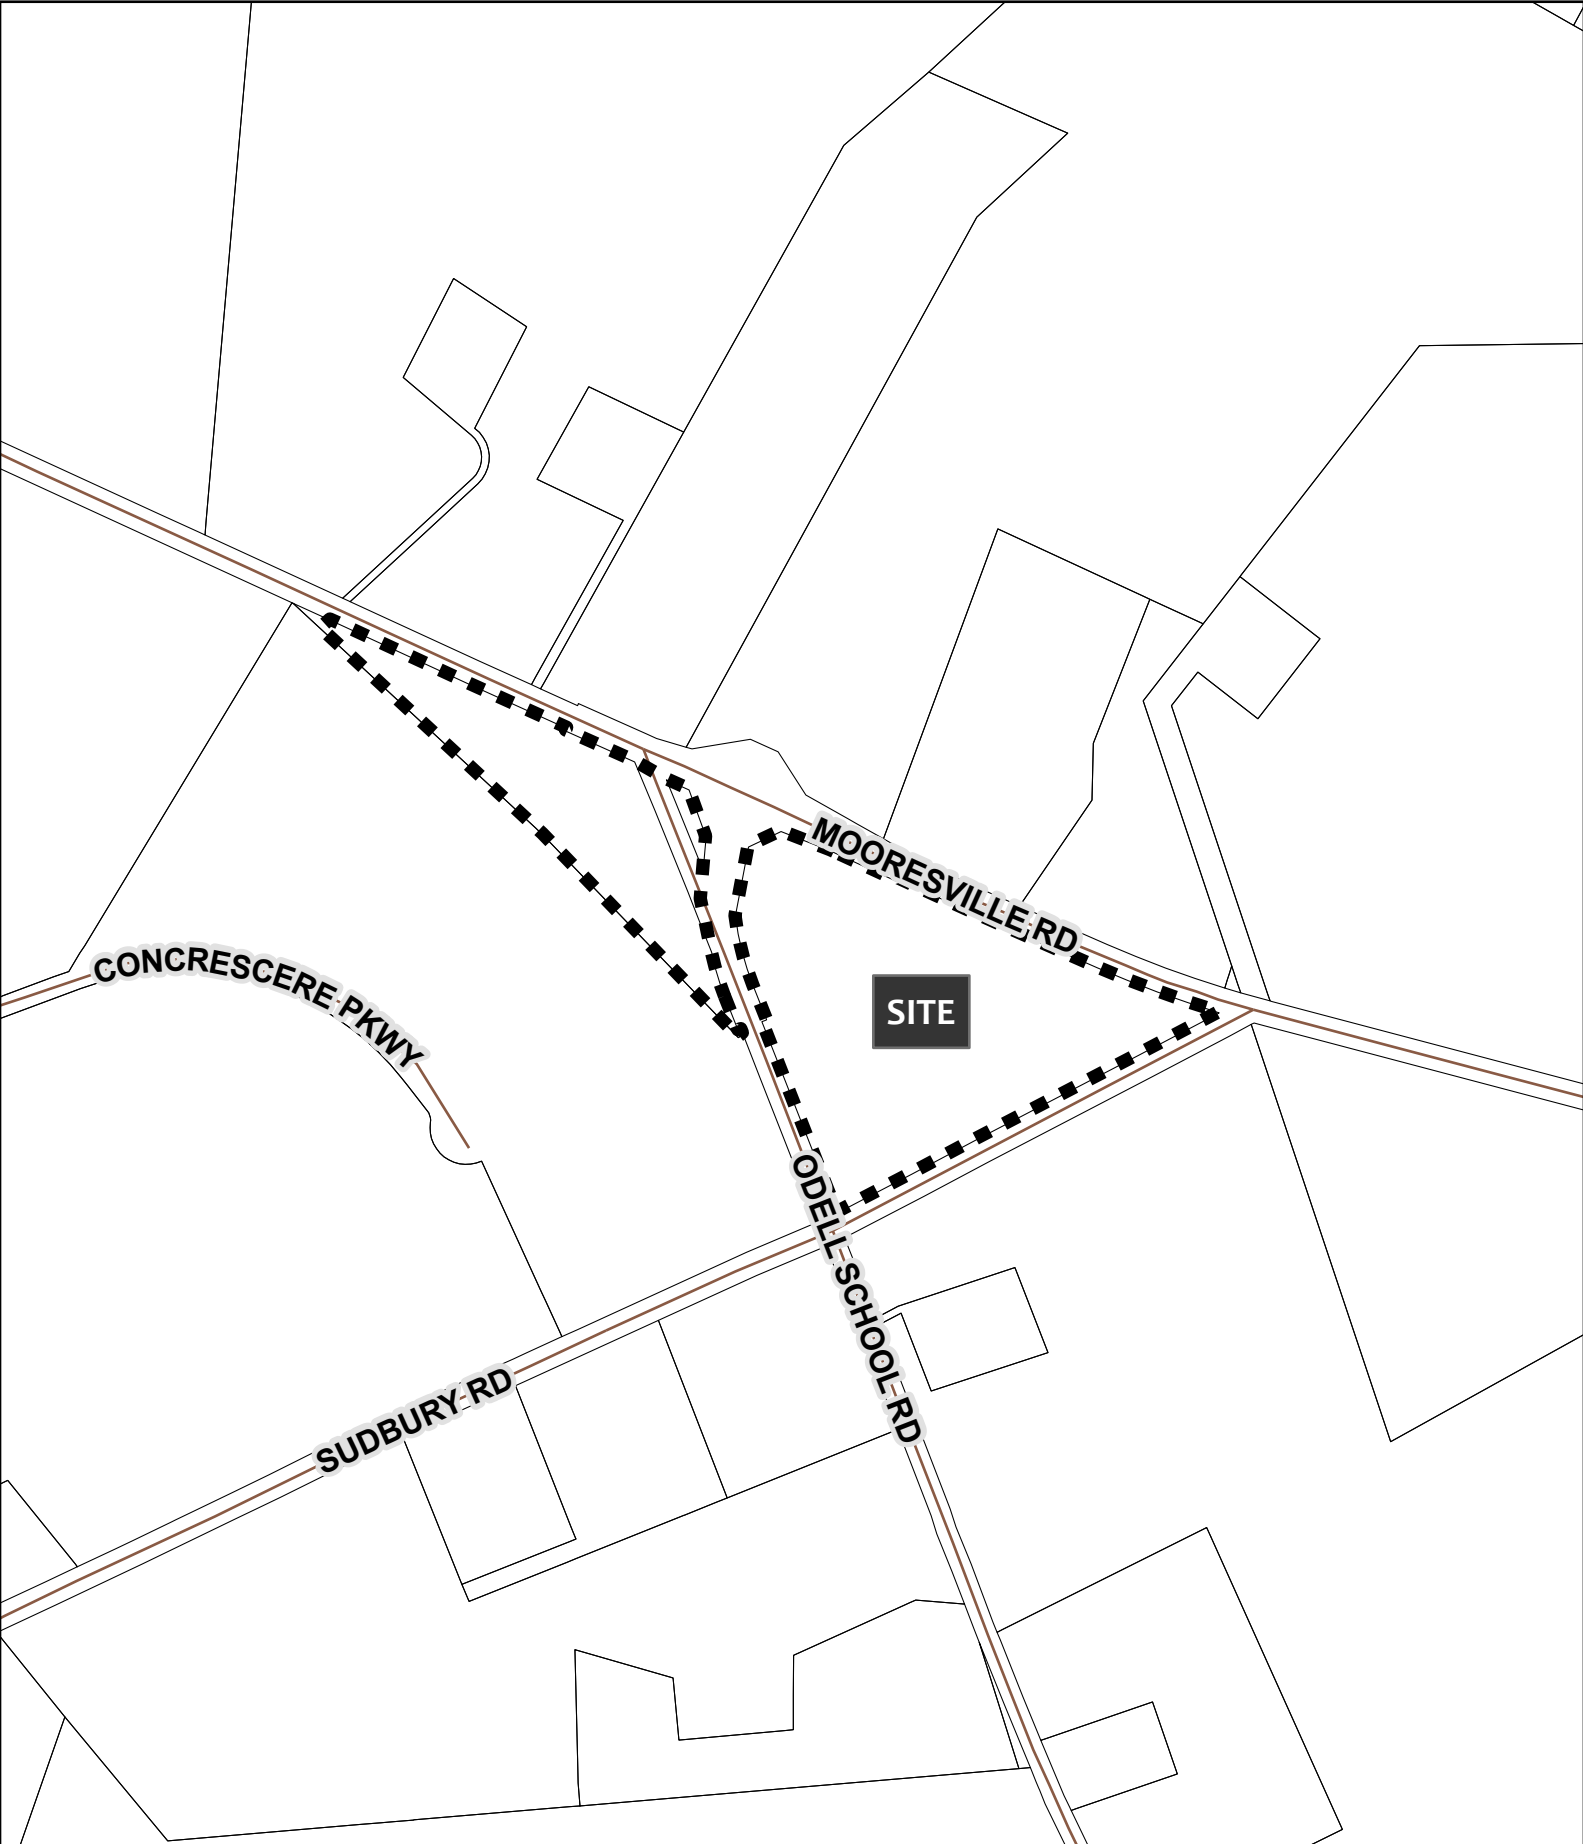 MOORESVILLE RD
CONCRESCERE PKWY
SITE
ODELL SCHOOL RD
SUDBURY RD